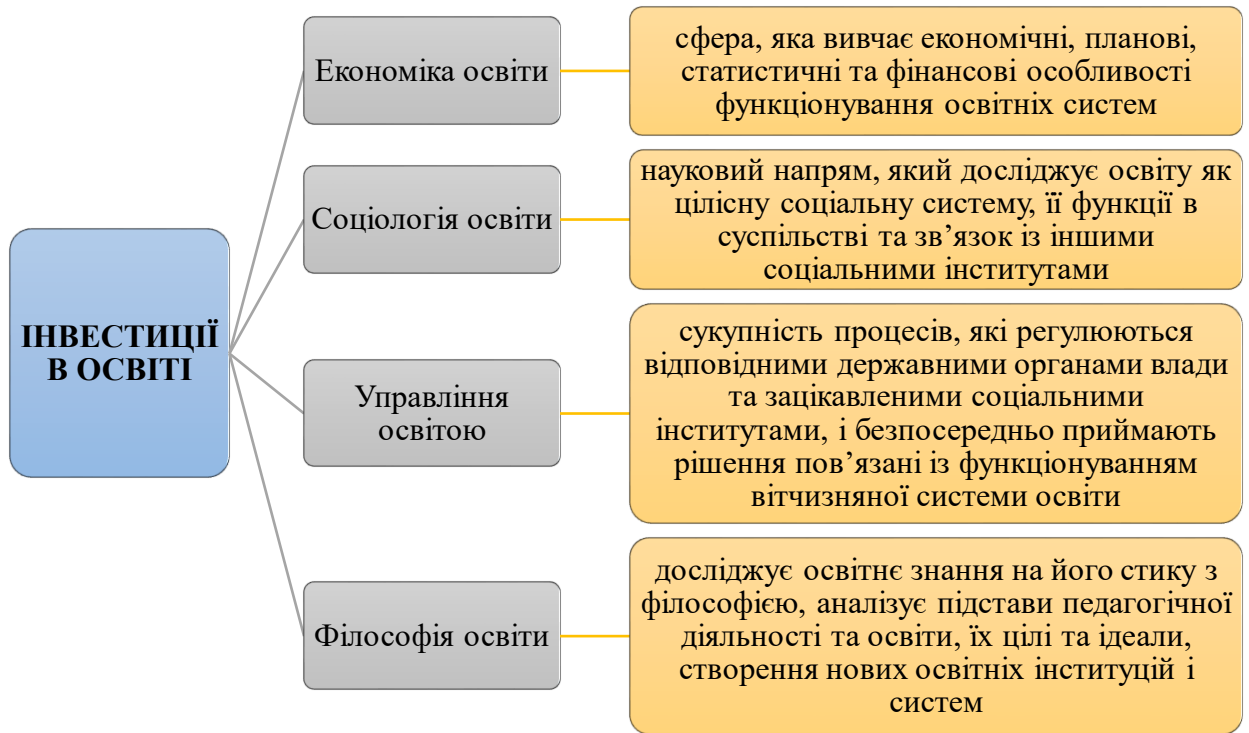 ІНВЕСТИЦІЇ
В ОСВІТІ
Економіка освіти
сфера, яка вивчає економічні, планові,
статистичні та фінансові особливості
функціонування освітніх систем
Соціологія освіти
науковий напрям, який досліджує освіту як
цілісну соціальну систему, її функції в
суспільстві та зв’язок із іншими
соціальними інститутами
Управління
освітою
сукупність процесів, які регулюються
відповідними державними органами влади
та зацікавленими соціальними
інститутами, і безпосередньо приймають
рішення пов’язані із функціонуванням
вітчизняної системи освіти
Філософія освіти
досліджує освітнє знання на його стику з
філософією, аналізує підстави педагогічної
діяльності та освіти, їх цілі та ідеали,
створення нових освітніх інституцій і
систем